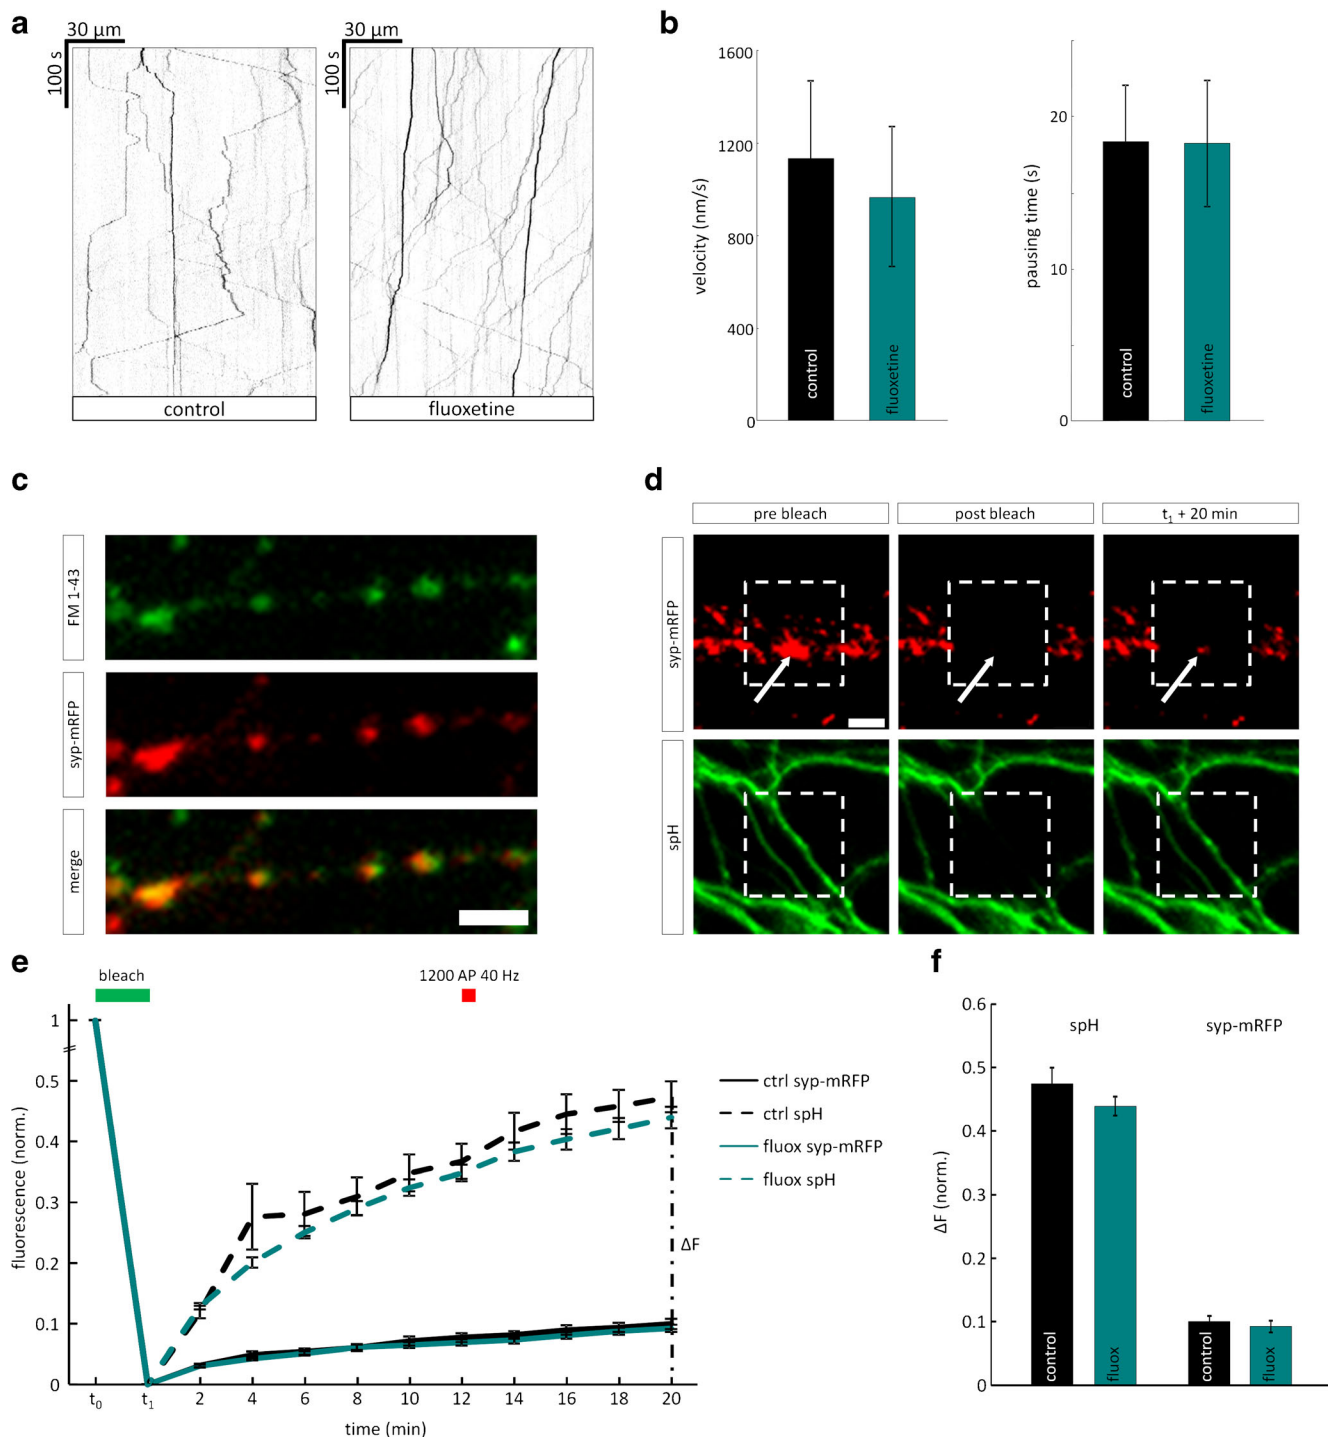 a
30 µm
30 µm
100 s
100 s
control
fluoxetine
b
1600
1200
800
400
0
velocity (nm/s)
control
fluoxetine
20
10
0
pausing time (s)
control
fluoxetine
c
FM 1-43
syp-mRFP
merge
d
pre bleach
post bleach
t₁ + 20 min
syp-mRFP
spH
e
bleach
1200 AP 40 Hz
1
0.5
0.4
0.3
0.2
0.1
0
fluorescence (norm.)
t₀
t₁
2
4
6
8
10
12
14
16
18
20
time (min)
ΔF
ctrl syp-mRFP
ctrl spH
fluox syp-mRFP
fluox spH
f
0.6
0.5
0.4
0.3
0.2
0.1
0
ΔF (norm.)
spH
syp-mRFP
control
fluox
control
fluox